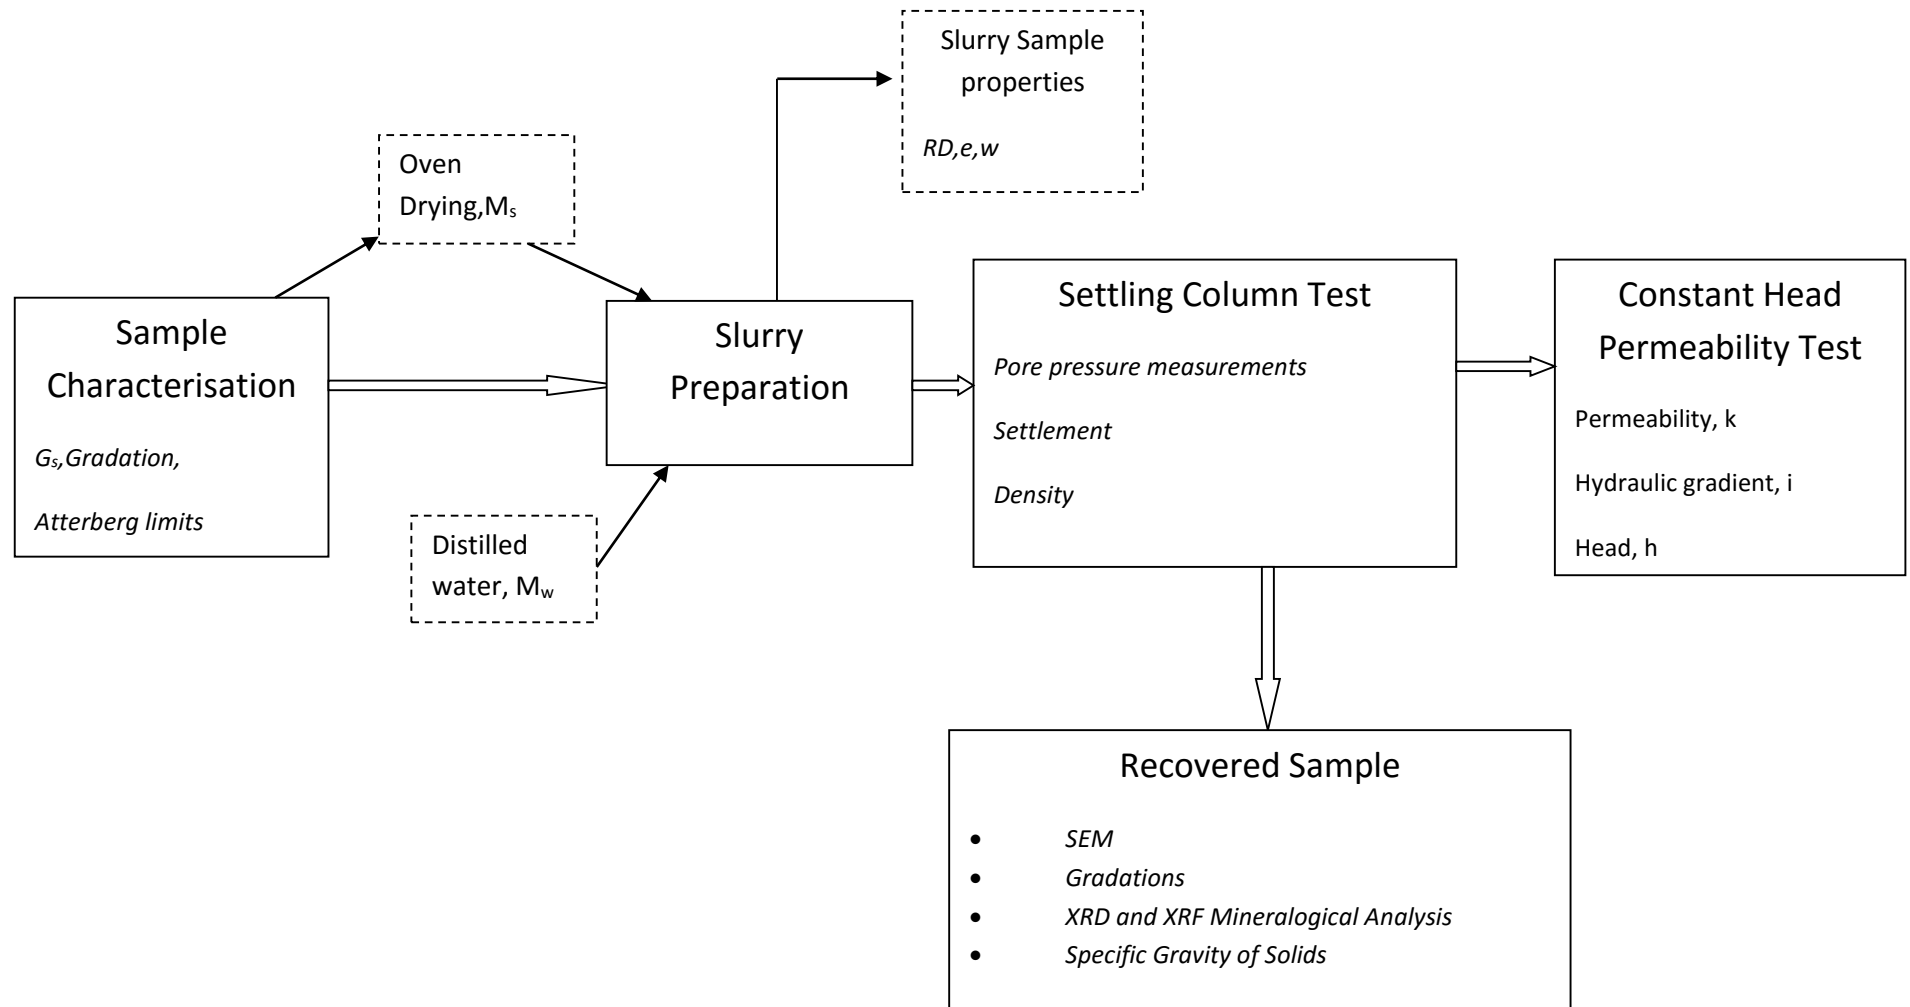 Slurry Sample
properties
RD,e,w
Oven
Drying,Mₛ
Sample
Characterisation
Gₛ,Gradation,
Atterberg limits
Slurry
Preparation
Distilled
water, M_w
Settling Column Test
Pore pressure measurements
Settlement
Density
Constant Head
Permeability Test
Permeability, k
Hydraulic gradient, i
Head, h
Recovered Sample
• SEM
• Gradations
• XRD and XRF Mineralogical Analysis
• Specific Gravity of Solids